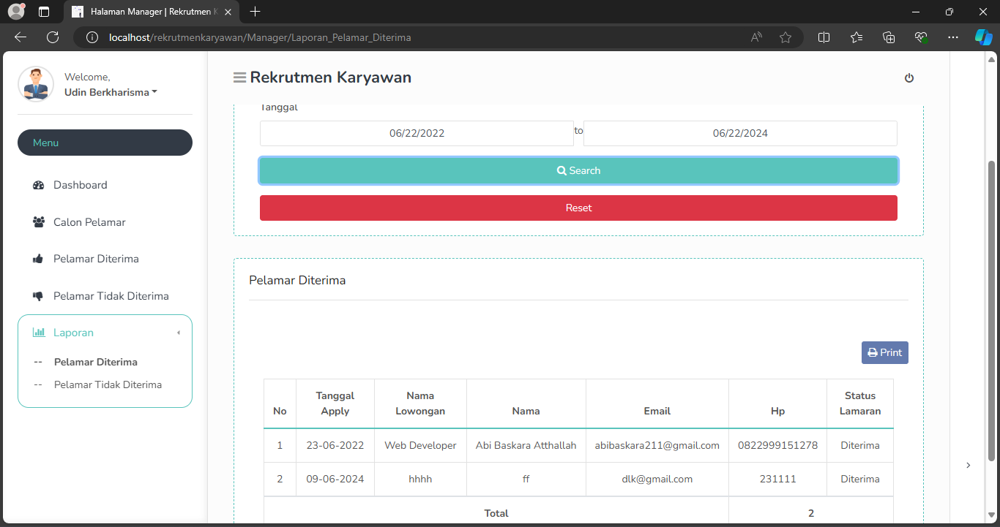 Halaman Manager | Rekrutmen K
localhost/rekrutmenkaryawan/Manager/Laporan_Pelamar_Diterima
Welcome,
Udin Berkharisma
Menu
Dashboard
Calon Pelamar
Pelamar Diterima
Pelamar Tidak Diterima
Laporan
-- Pelamar Diterima
-- Pelamar Tidak Diterima
Rekrutmen Karyawan
Tanggal
06/22/2022 to 06/22/2024
Search
Reset
Pelamar Diterima
Print
No Tanggal Apply Nama Lowongan Nama Email Hp Status Lamaran
1 23-06-2022 Web Developer Abi Baskara Atthallah abibaskara211@gmail.com 0822999151278 Diterima
2 09-06-2024 hhhh ff dlk@gmail.com 231111 Diterima
Total 2